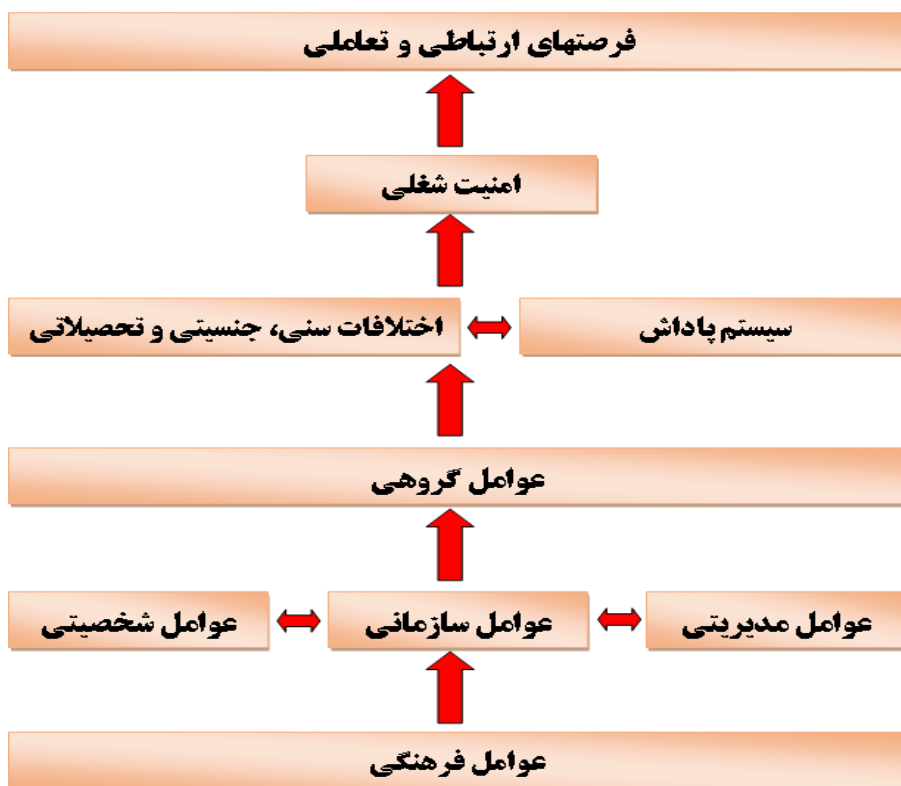 فرصتهای ارتباطی و تعاملی
امنیت شغلی
سیستم پاداش
اختلافات سنی، جنسیتی و تحصیلاتی
عوامل گروهی
عوامل مدیریتی
عوامل سازمانی
عوامل شخصیتی
عوامل فرهنگی